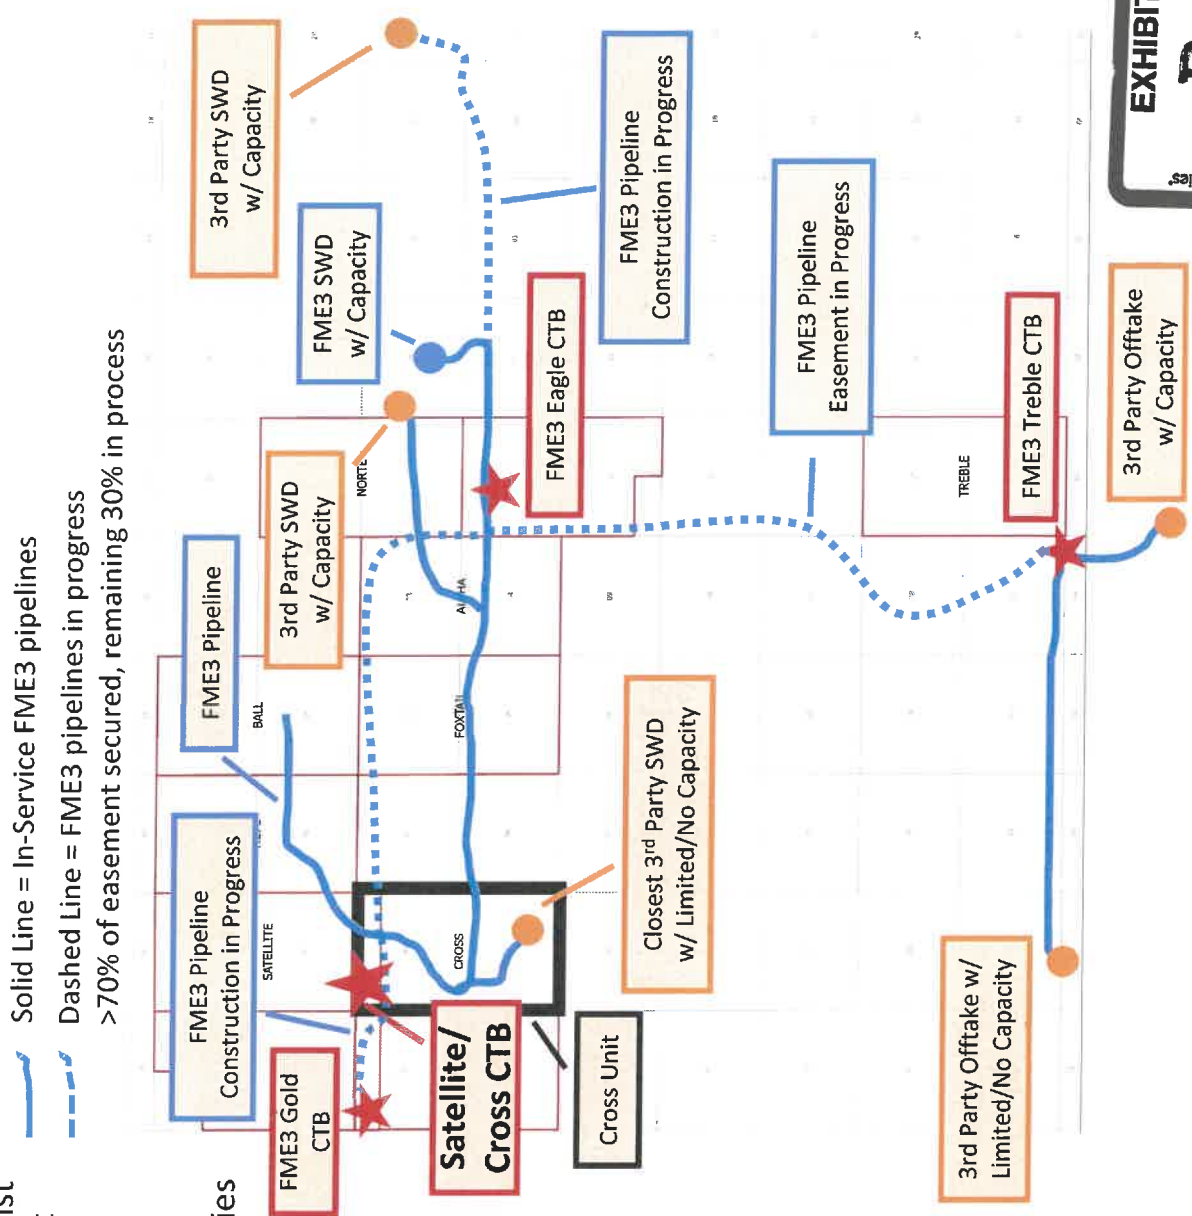 Solid Line = In-Service FME3 pipelines
Dashed Line = FME3 pipelines in progress
>70% of easement secured, remaining 30% in process
FME3 Gold
CTB
FME3 Pipeline
Construction in Progress
FME3 Pipeline
3rd Party SWD
w/ Capacity
FME3 SWD
w/ Capacity
3rd Party SWD
w/ Capacity
SATELLITE
BALL
NORTE
Satellite/
Cross CTB
CROSS
FOXTAIL
FME3 Eagle CTB
FME3 Pipeline
Construction in Progress
Cross Unit
Closest 3rd Party SWD
w/ Limited/No Capacity
FME3 Pipeline
Easement in Progress
TREBLE
FME3 Treble CTB
3rd Party Offtake w/
Limited/No Capacity
3rd Party Offtake
w/ Capacity
EXHIBIT